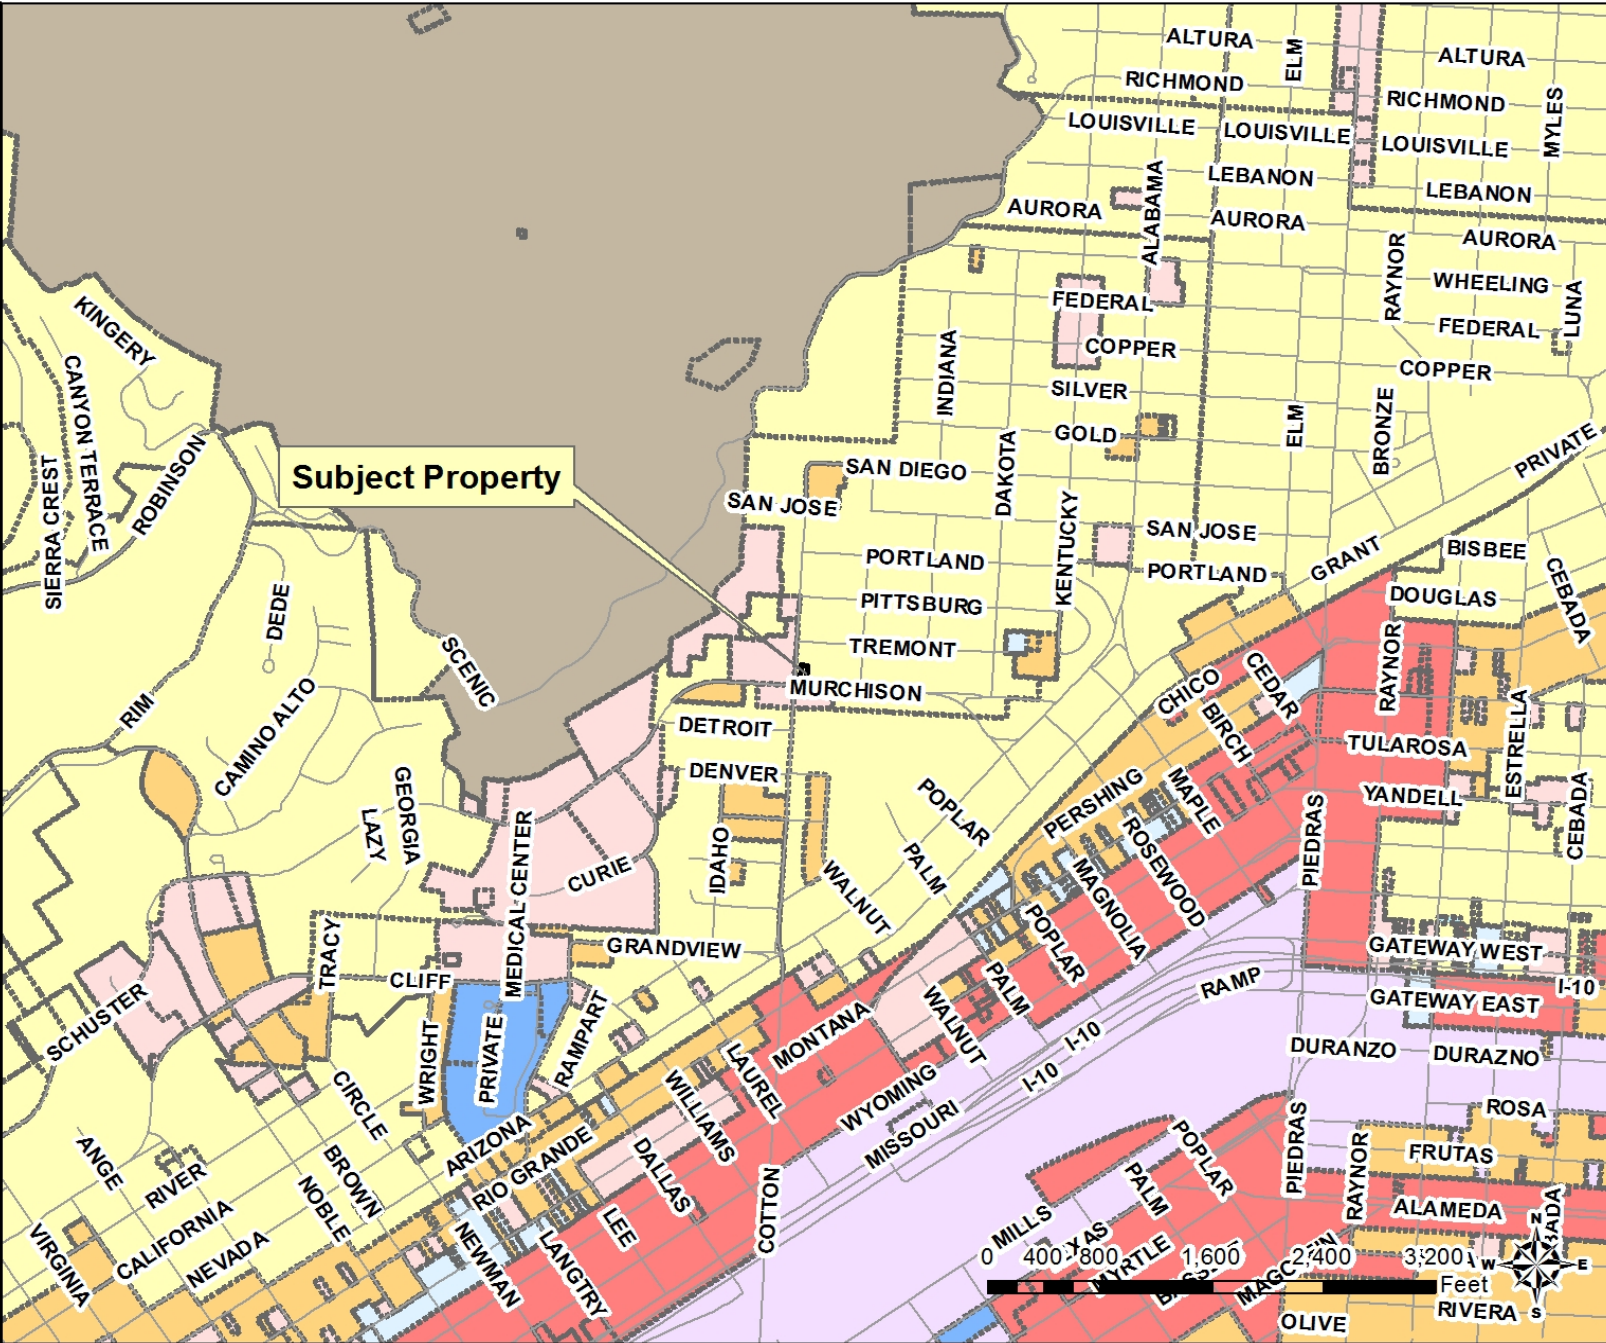 ALTURA
ELM
ALTURA
RICHMOND
RICHMOND
MYLES
LOUISVILLE
LOUISVILLE
LOUISVILLE
LEBANON
LEBANON
ALABAMA
AURORA
AURORA
AURORA
RAYNOR
WHEELING
LUNA
FEDERAL
FEDERAL
KINGERY
COPPER
COPPER
INDIANA
SILVER
CANYON TERRACE
ELM
BRONZE
GOLD
PRIVATE
ROBINSON
SIERRA CREST
Subject Property
SAN DIEGO
DAKOTA
SAN JOSE
SAN JOSE
KENTUCKY
GRANT
BISBEE
PORTLAND
PORTLAND
CEBADA
DEDE
DOUGLAS
PITTSBURG
TREMONT
RAYNOR
SCENIC
MURCHISON
CHICO
CEDAR
RIM
CAMINO ALTO
DETROIT
BIRCH
ESTRELLA
TULAROSA
DENVER
GEORGIA
LAZY
POPLAR
PERSHING
MAPLE
YANDELL
CEBADA
PIEDRAS
MEDICAL CENTER
IDAHO
CURIE
PALM
ROSEWOOD
WALNUT
MAGNOLIA
POPLAR
TRACY
GRANDVIEW
GATEWAY WEST
CLIFF
PALM
RAMP
I-10
GATEWAY EAST
SCHUSTER
WRIGHT
PRIVATE
RAMPART
MONTANA
WALNUT
I-10
DURANZO
DURAZNO
I-10
LAUREL
WILLIAMS
WYOMING
MISSOURI
CIRCLE
ROSA
ANGE
RIVER
BROWN
NOBLE
ARIZONA
RIO GRANDE
DALLAS
PIEDRAS
POPLAR
RAYNOR
FRUTAS
PALM
CALIFORNIA
NEVADA
VIRGINIA
NEWMAN
LANGTRY
LEE
COTTON
MILLS
ALAMEDA
N
0 400 800 1,600 2,400 3,200
W
E
Feet
MYRTLE
S
RIVERA
OLIVE